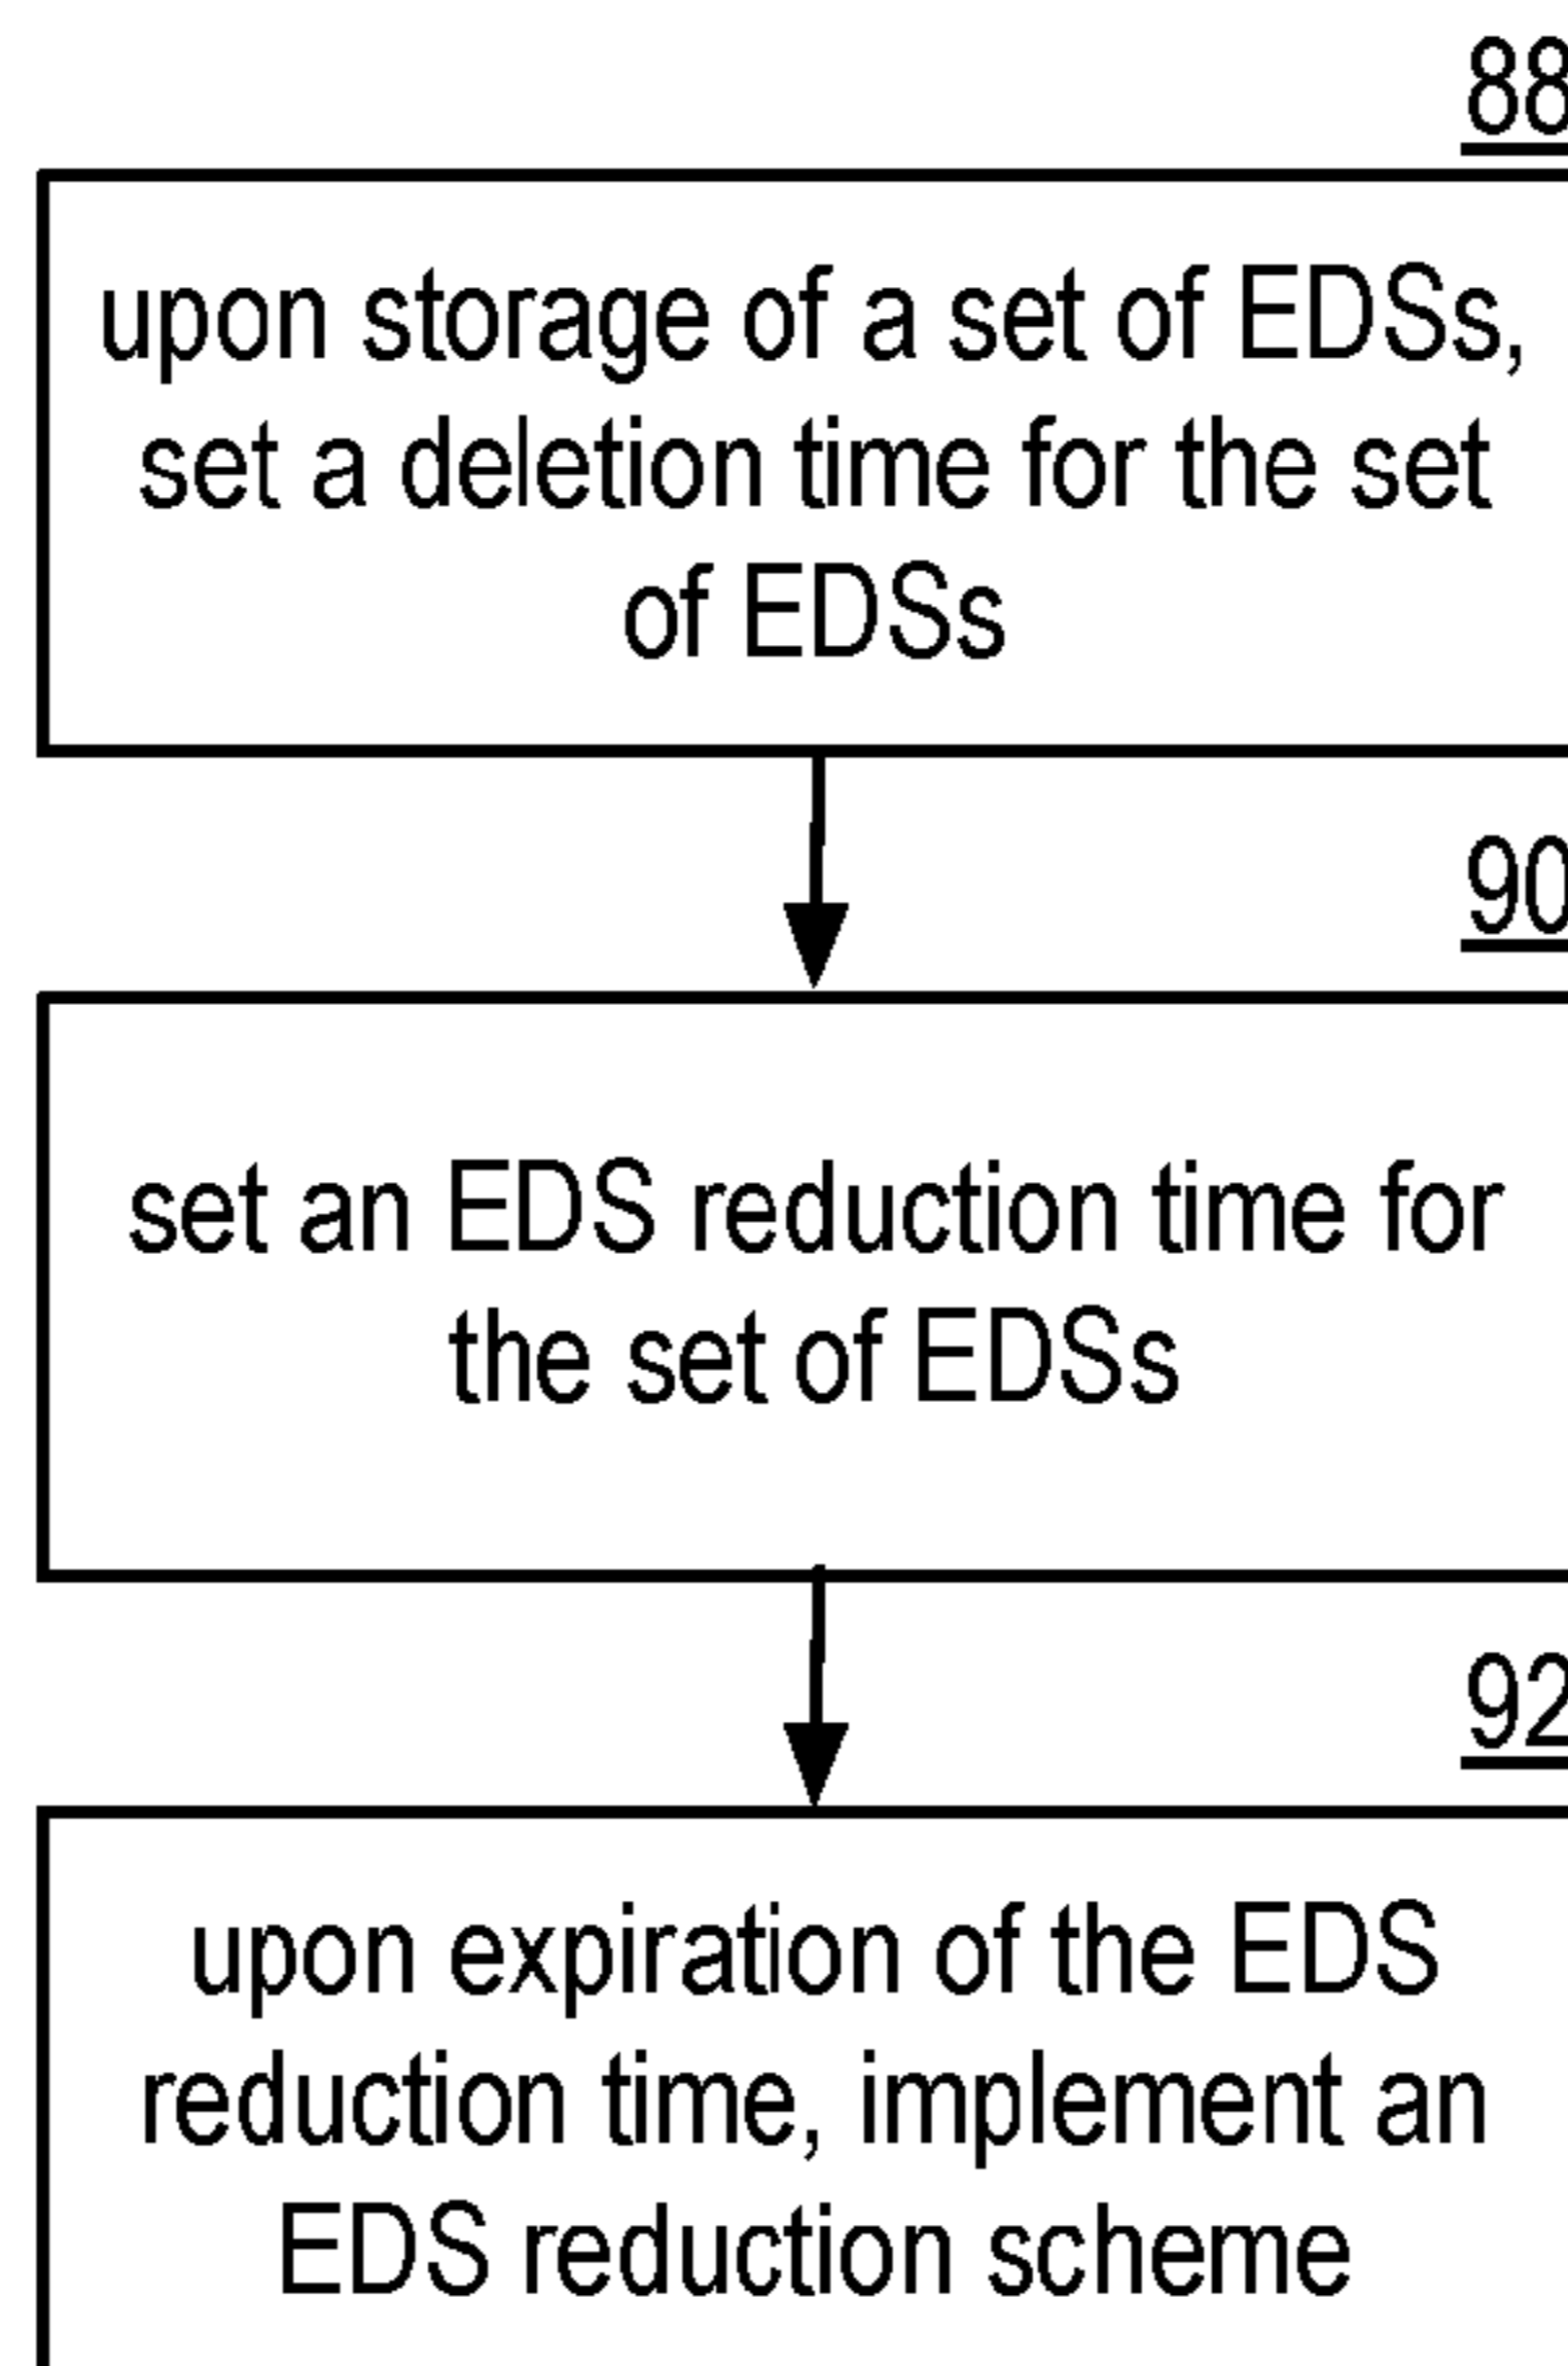 88
upon storage of a set of EDSs,
set a deletion time for the set
of EDSs
90
set an EDS reduction time for
the set of EDSs
92
upon expiration of the EDS
reduction time, implement an
EDS reduction scheme